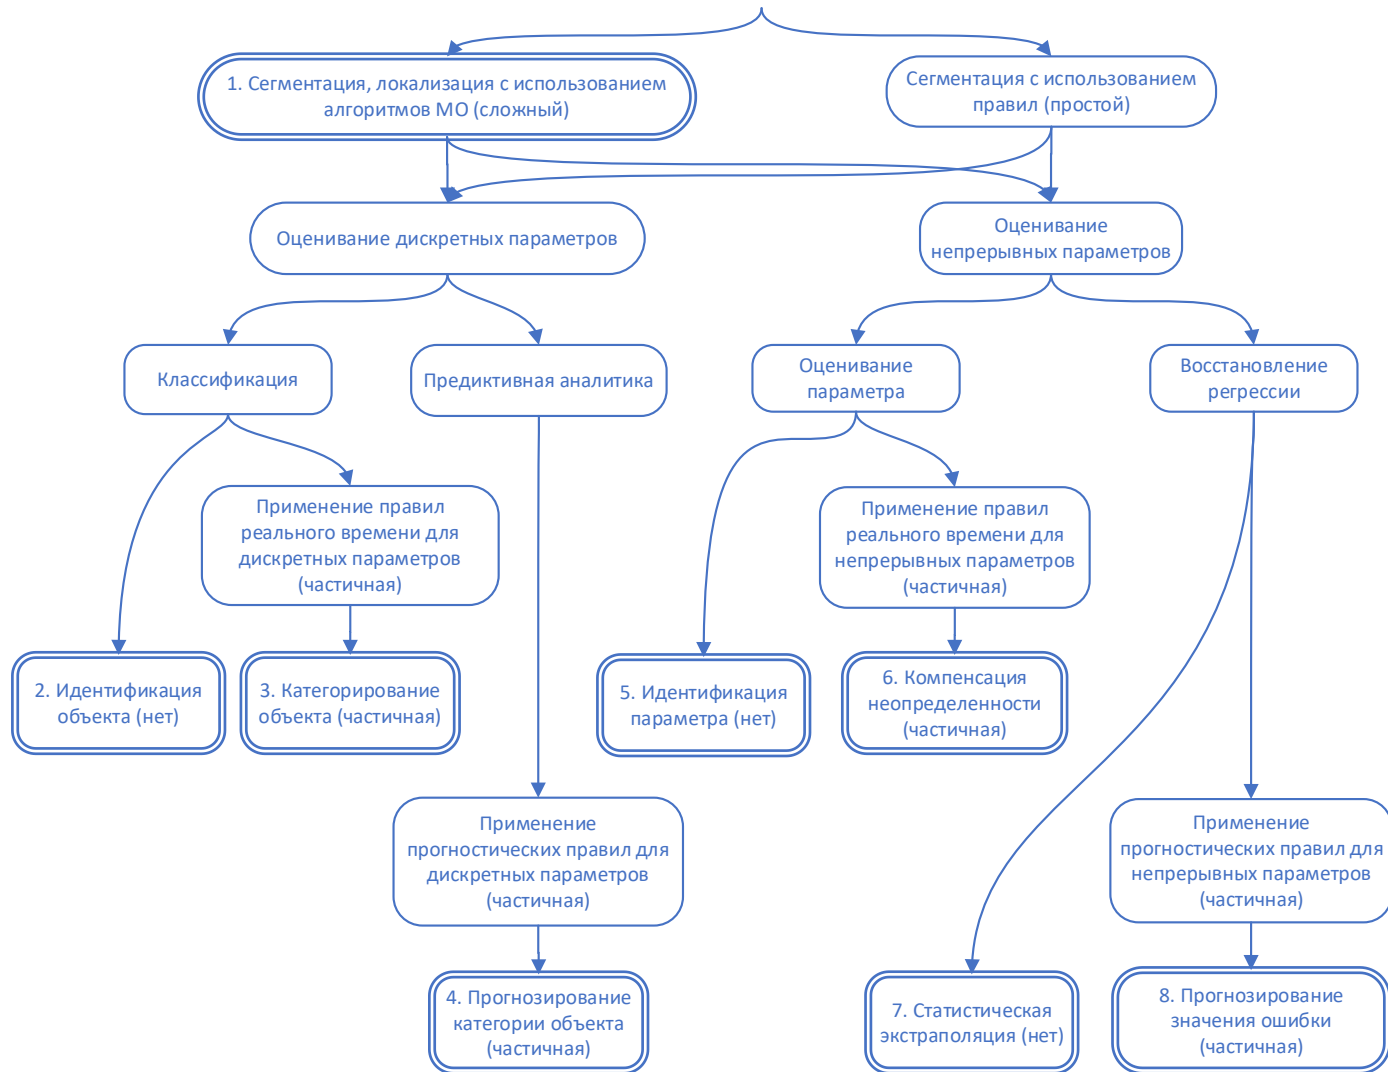 1. Сегментация, локализация с использованием
алгоритмов МО (сложный)
Сегментация с использованием
правил (простой)
Оценивание дискретных параметров
Оценивание
непрерывных параметров
Классификация
Предиктивная аналитика
Оценивание
параметра
Восстановление
регрессии
Применение правил
реального времени для
дискретных параметров
(частичная)
Применение правил
реального времени для
непрерывных параметров
(частичная)
2. Идентификация
объекта (нет)
3. Категорирование
объекта (частичная)
5. Идентификация
параметра (нет)
6. Компенсация
неопределенности
(частичная)
Применение
прогностических правил для
дискретных параметров
(частичная)
Применение
прогностических правил для
непрерывных параметров
(частичная)
4. Прогнозирование
категории объекта
(частичная)
7. Статистическая
экстраполяция (нет)
8. Прогнозирование
значения ошибки
(частичная)